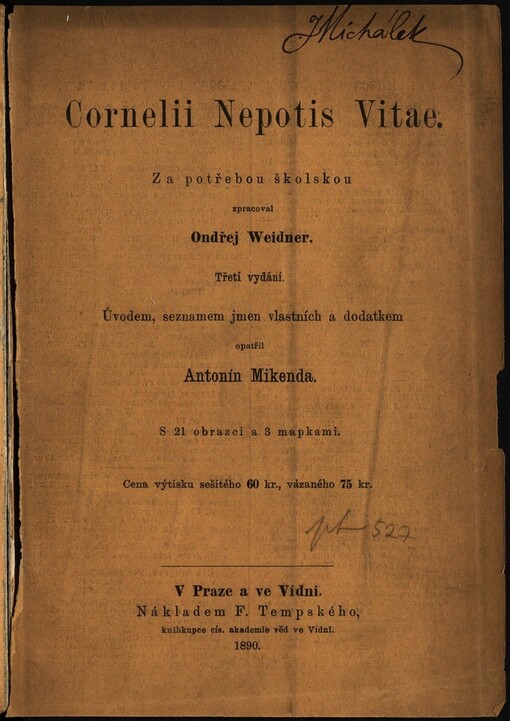 JMichálek
Cornelii Nepotis Vitae.
Za potřebou školskou
zpracoval
Ondřej Weidner.
Třetí vydání.
Úvodem, seznamem jmen vlastních a dodatkem
opatřil
Antonín Mikenda.
S 21 obrazci a 3 mapkami.
Cena výtisku sešitého 60 kr., vázaného 75 kr.
527
V Praze a ve Vídni.
Nákladem F. Tempského,
knihkupce cís. akademie věd ve Vídni.
1890.